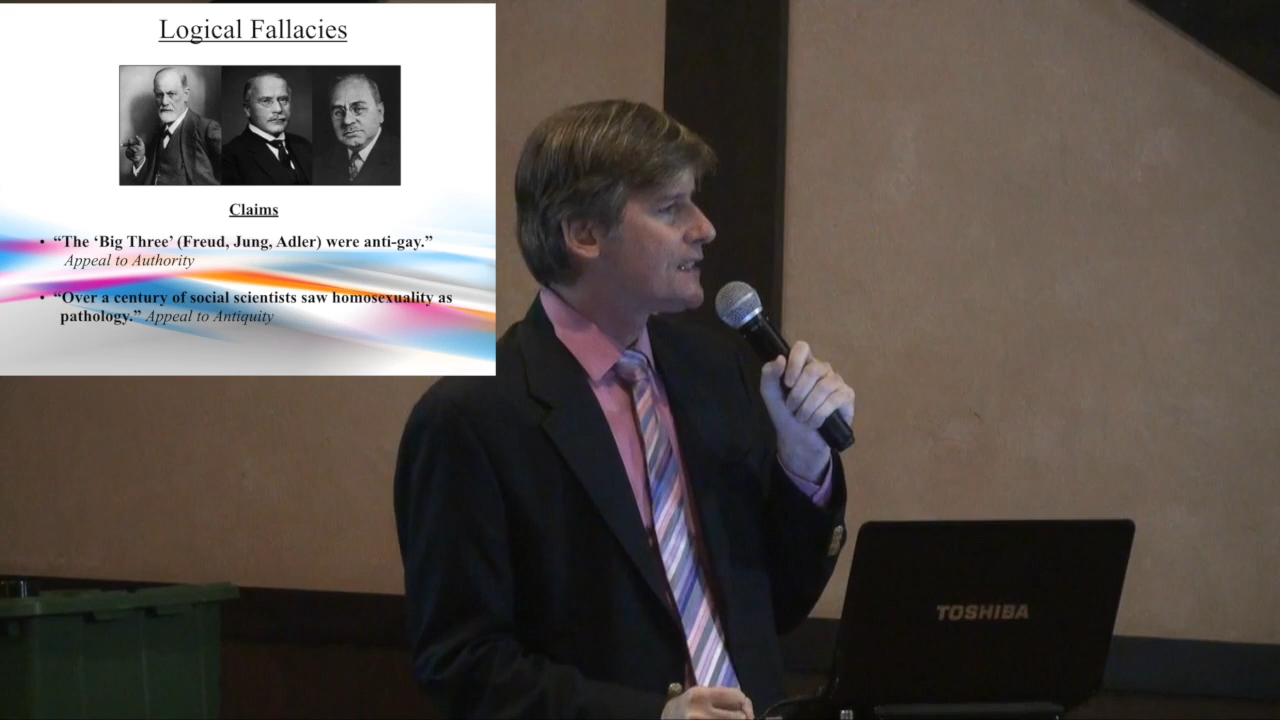 Logical Fallacies
Claims
• “The ‘Big Three’ (Freud, Jung, Adler) were anti-gay.”
Appeal to Authority
• “Over a century of social scientists saw homosexuality as
pathology.” Appeal to Antiquity
TOSHIBA